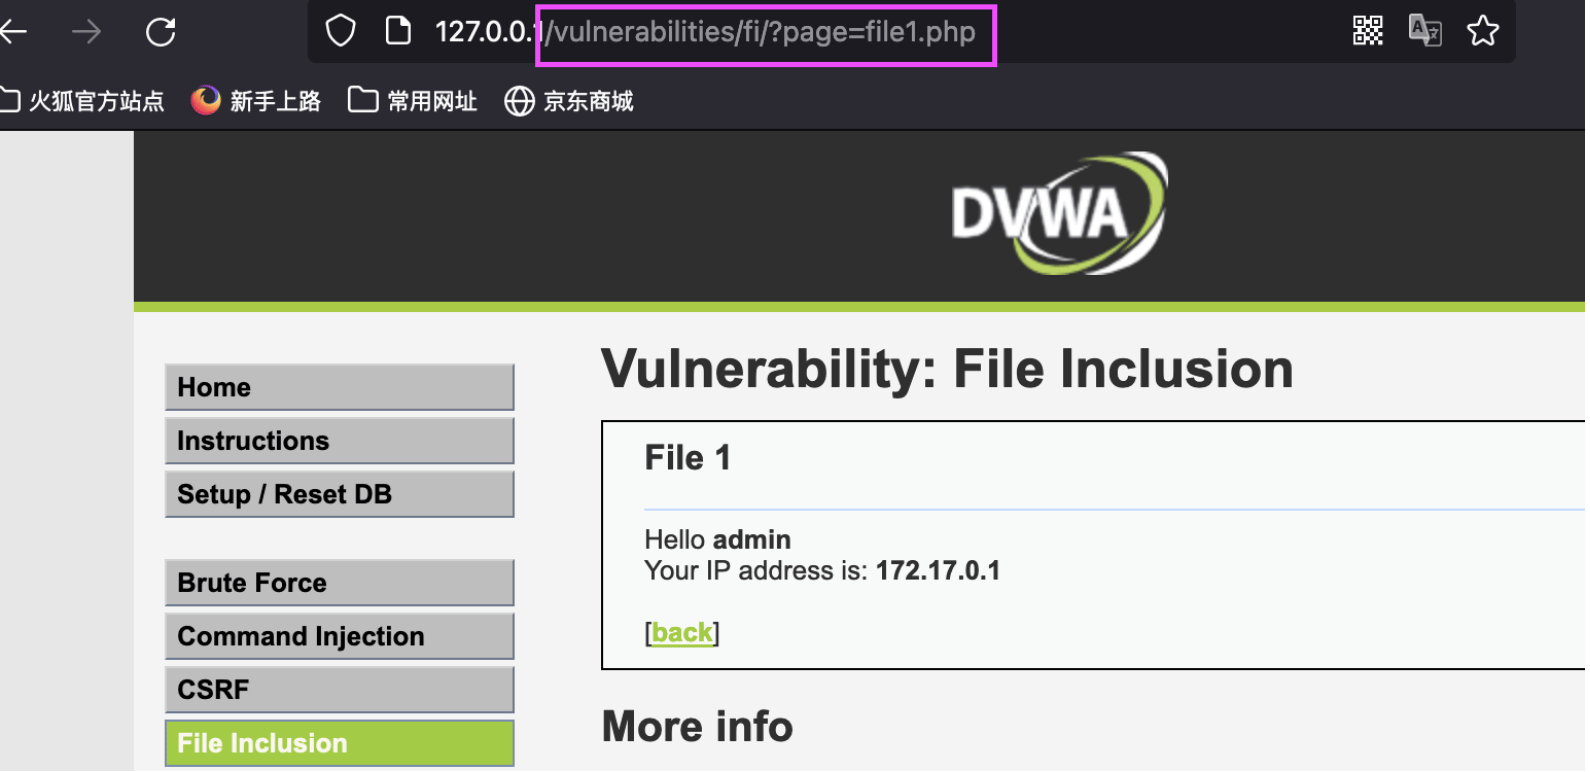 127.0.0.1/vulnerabilities/fi/?page=file1.php
火狐官方站点 新手上路 常用网址 京东商城
DVWA
Home
Instructions
Setup / Reset DB
Brute Force
Command Injection
CSRF
File Inclusion
Vulnerability: File Inclusion
File 1
Hello admin
Your IP address is: 172.17.0.1
[back]
More info